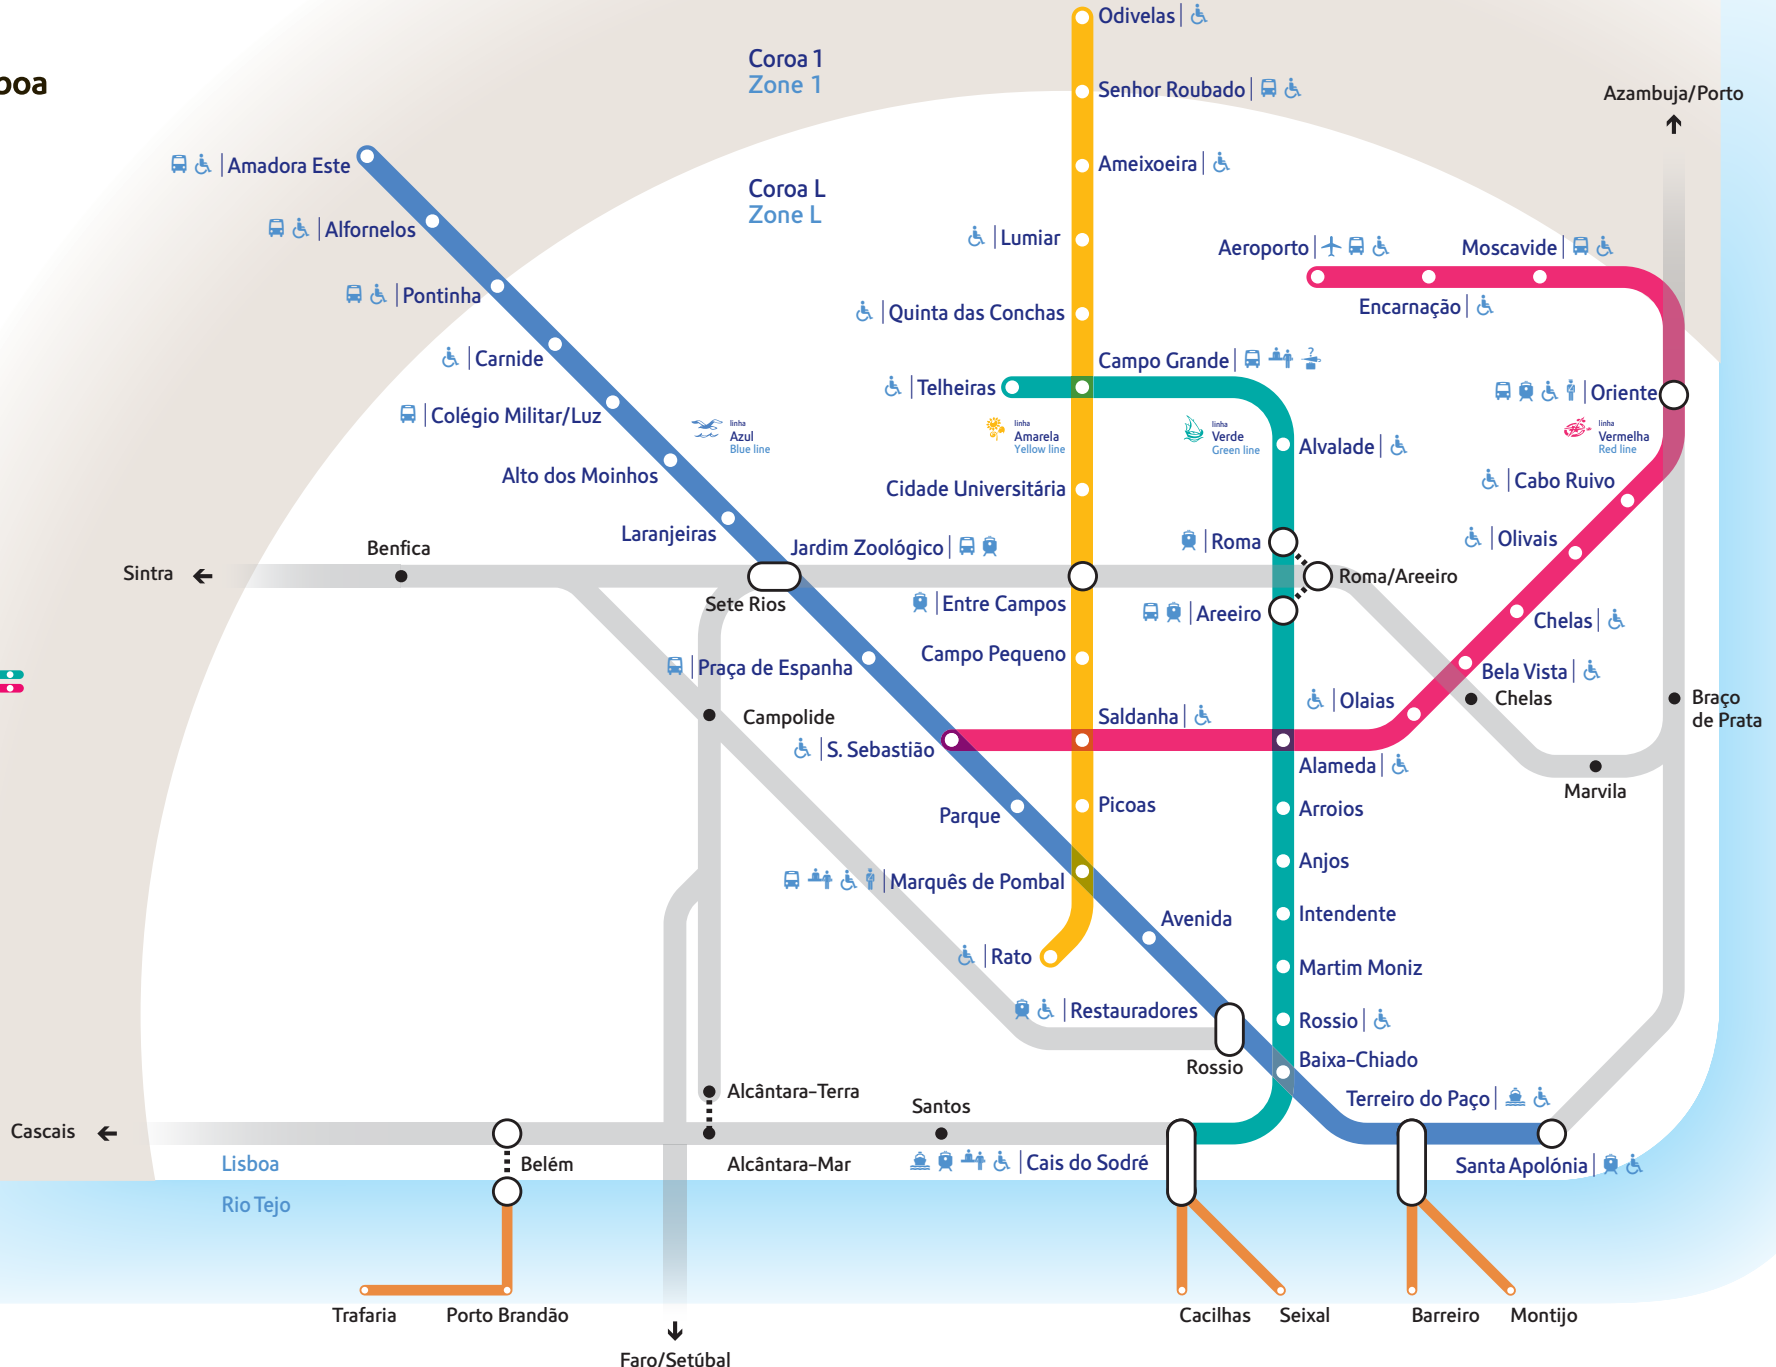 Odivelas
Coroa 1
Zone 1
Senhor Roubado
Azambuja/Porto
Amadora Este
Ameixoeira
Coroa L
Zone L
Alfornelos
Lumiar
Aeroporto
Moscavide
Pontinha
Quinta das Conchas
Encarnação
Carnide
Campo Grande
Telheiras
Oriente
Colégio Militar/Luz
linha
Azul
Blue line
linha
Amarela
Yellow line
linha
Verde
Green line
linha
Vermelha
Red line
Alvalade
Alto dos Moinhos
Cidade Universitária
Cabo Ruivo
Laranjeiras
Benfica
Jardim Zoológico
Roma
Olivais
Sintra
Roma/Areeiro
Sete Rios
Entre Campos
Areeiro
Chelas
Praça de Espanha
Campo Pequeno
Bela Vista
Olaias
Chelas
Braço
de Prata
Campolide
Saldanha
S. Sebastião
Alameda
Marvila
Parque
Picoas
Arroios
Anjos
Marquês de Pombal
Avenida
Intendente
Rato
Martim Moniz
Restauradores
Rossio
Rossio
Baixa-Chiado
Alcântara-Terra
Santos
Terreiro do Paço
Cascais
Lisboa
Belém
Alcântara-Mar
Cais do Sodré
Santa Apolónia
Rio Tejo
Trafaria
Porto Brandão
Cacilhas
Seixal
Barreiro
Montijo
Faro/Setúbal